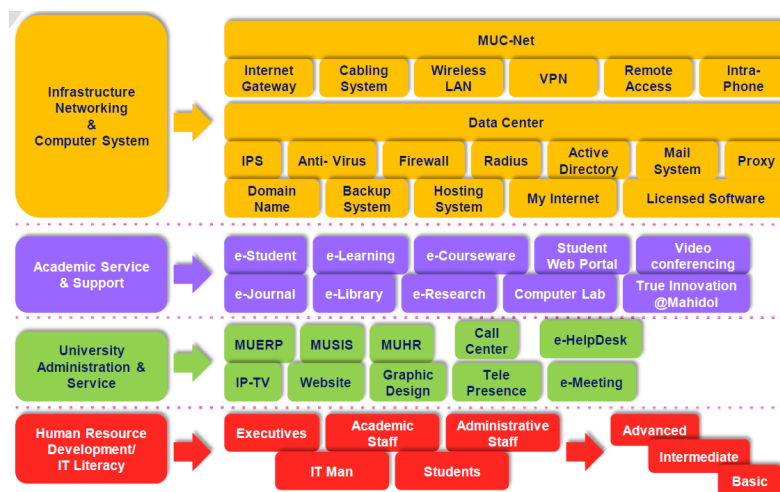 Infrastructure
Networking
&
Computer System
MUC-Net
Internet
Gateway
Cabling
System
Wireless
LAN
VPN
Remote
Access
Intra-
Phone
Data Center
IPS
Anti- Virus
Firewall
Radius
Active
Directory
Mail
System
Proxy
Domain
Name
Backup
System
Hosting
System
My Internet
Licensed Software
Academic Service
& Support
e-Student
e-Learning
e-Courseware
Student
Web Portal
Video
conferencing
e-Journal
e-Library
e-Research
Computer Lab
True Innovation
@Mahidol
University
Administration &
Service
MUERP
MUSIS
MUHR
Call
Center
e-HelpDesk
IP-TV
Website
Graphic
Design
Tele
Presence
e-Meeting
Human Resource
Development/
IT Literacy
Executives
Academic
Staff
Administrative
Staff
IT Man
Students
Advanced
Intermediate
Basic